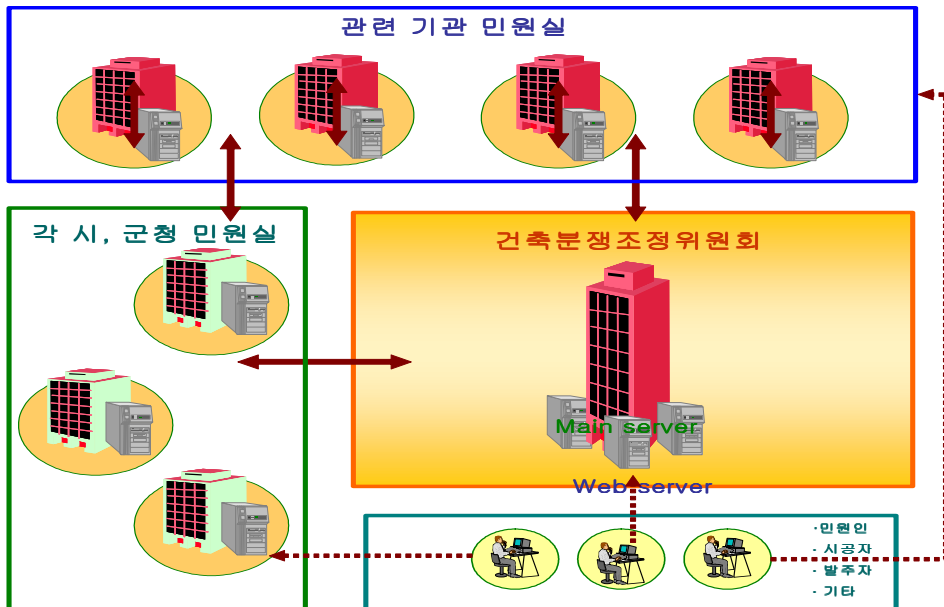 관련 기관 민원실
각 시, 군청 민원실
건축분쟁조정위원회
Main server
Web server
·민원인
· 시공자
· 발주자
· 기타